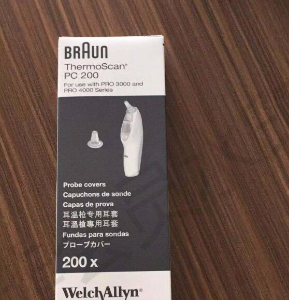 BRAUN
ThermoScan®
PC 200
For use with PRO 3000 and
PRO 4000 Series
Probe covers
Capuchons de sonde
Capas de prova
耳温枪专用耳套
耳溫槍專用耳套
Fundas para sondas
プローブカバー
200 x
WelchAllyn®